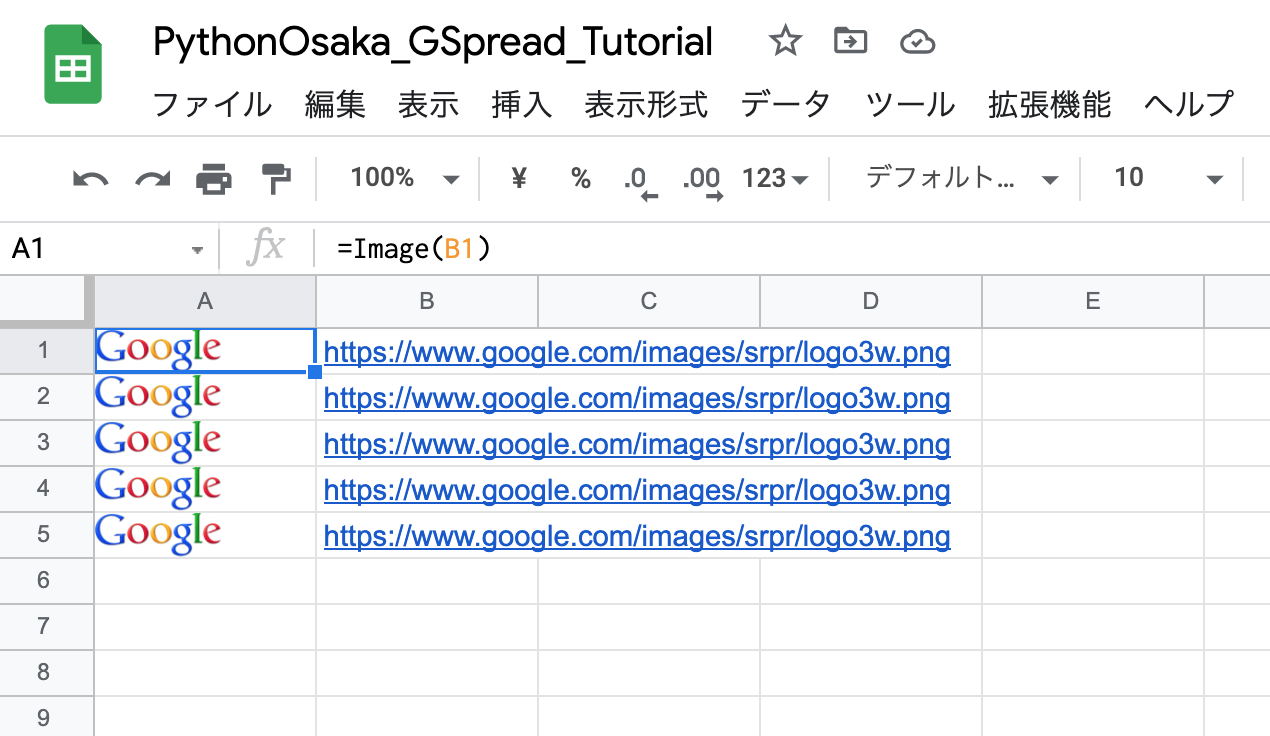 PythonOsaka_GSpread_Tutorial
ファイル 編集 表示 挿入 表示形式 データ ツール 拡張機能 ヘルプ
100% ¥ % .0 .00 123 デフォルト... 10
A1 fx =Image(B1)
A B C D E
1 Google https://www.google.com/images/srpr/logo3w.png
2 Google https://www.google.com/images/srpr/logo3w.png
3 Google https://www.google.com/images/srpr/logo3w.png
4 Google https://www.google.com/images/srpr/logo3w.png
5 Google https://www.google.com/images/srpr/logo3w.png
6
7
8
9